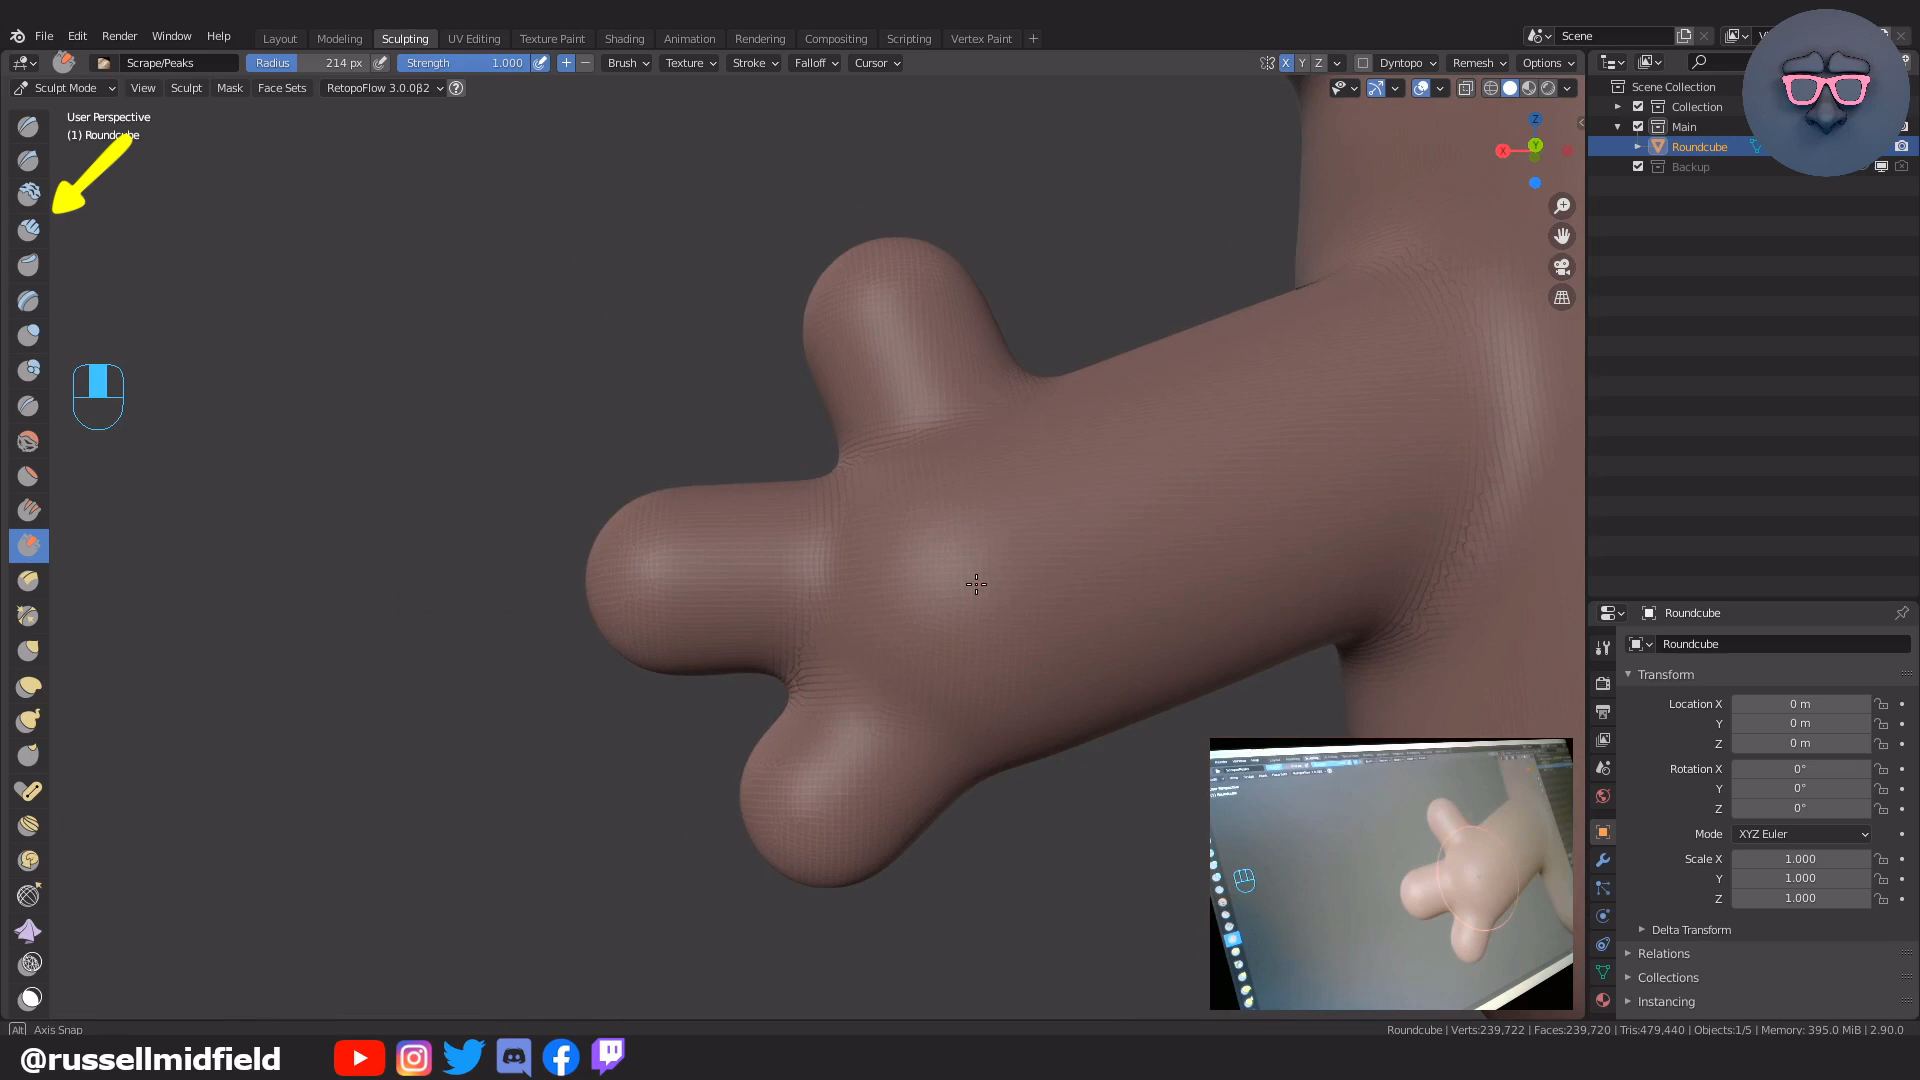 File Edit Render Window Help
Layout Modeling Sculpting UV Editing Texture Paint Shading Animation Rendering Compositing Scripting Vertex Paint +
Scene
Scrape/Peaks Radius 214 px Strength 1.000 + − Brush Texture Stroke Falloff Cursor X Y Z Dyntopo Remesh Options
Sculpt Mode View Sculpt Mask Face Sets RetopoFlow 3.0.0β2
User Perspective
(1) Roundcube
Z
Y
X
Scene Collection
Collection
Main
Roundcube
Backup
Roundcube
Roundcube
Transform
Location X 0 m
Y 0 m
Z 0 m
Rotation X 0°
Y 0°
Z 0°
Mode XYZ Euler
Scale X 1.000
Y 1.000
Z 1.000
Delta Transform
Relations
Collections
Instancing
Alt Axis Snap
Roundcube | Verts:239,722 | Faces:239,720 | Tris:479,440 | Objects:1/5 | Memory: 395.0 MiB | 2.90.0
@russellmidfield